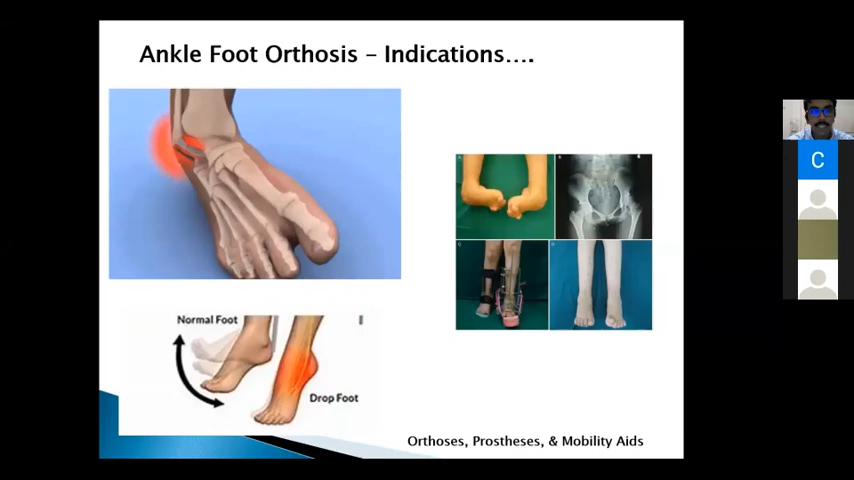 Ankle Foot Orthosis – Indications....
Normal Foot
Drop Foot
Orthoses, Prostheses, & Mobility Aids
C